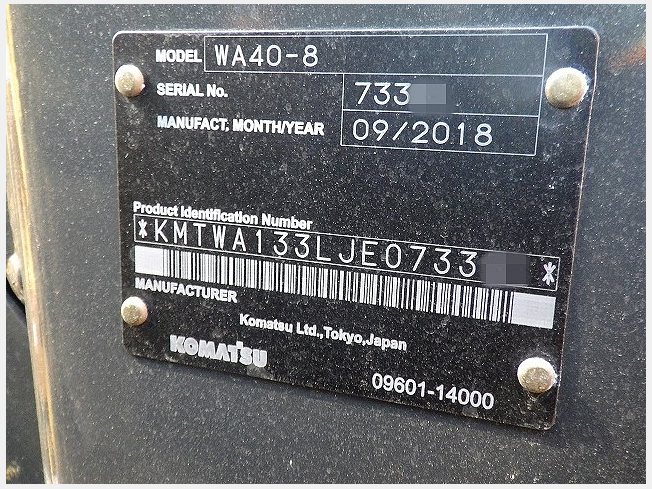 MODEL WA40-8
SERIAL No. 733
MANUFACT, MONTH/YEAR 09/2018
Product Identification Number
*KMTWA133LJE0733 *
MANUFACTURER
Komatsu Ltd.,Tokyo,Japan
KOMATSU
09601-14000